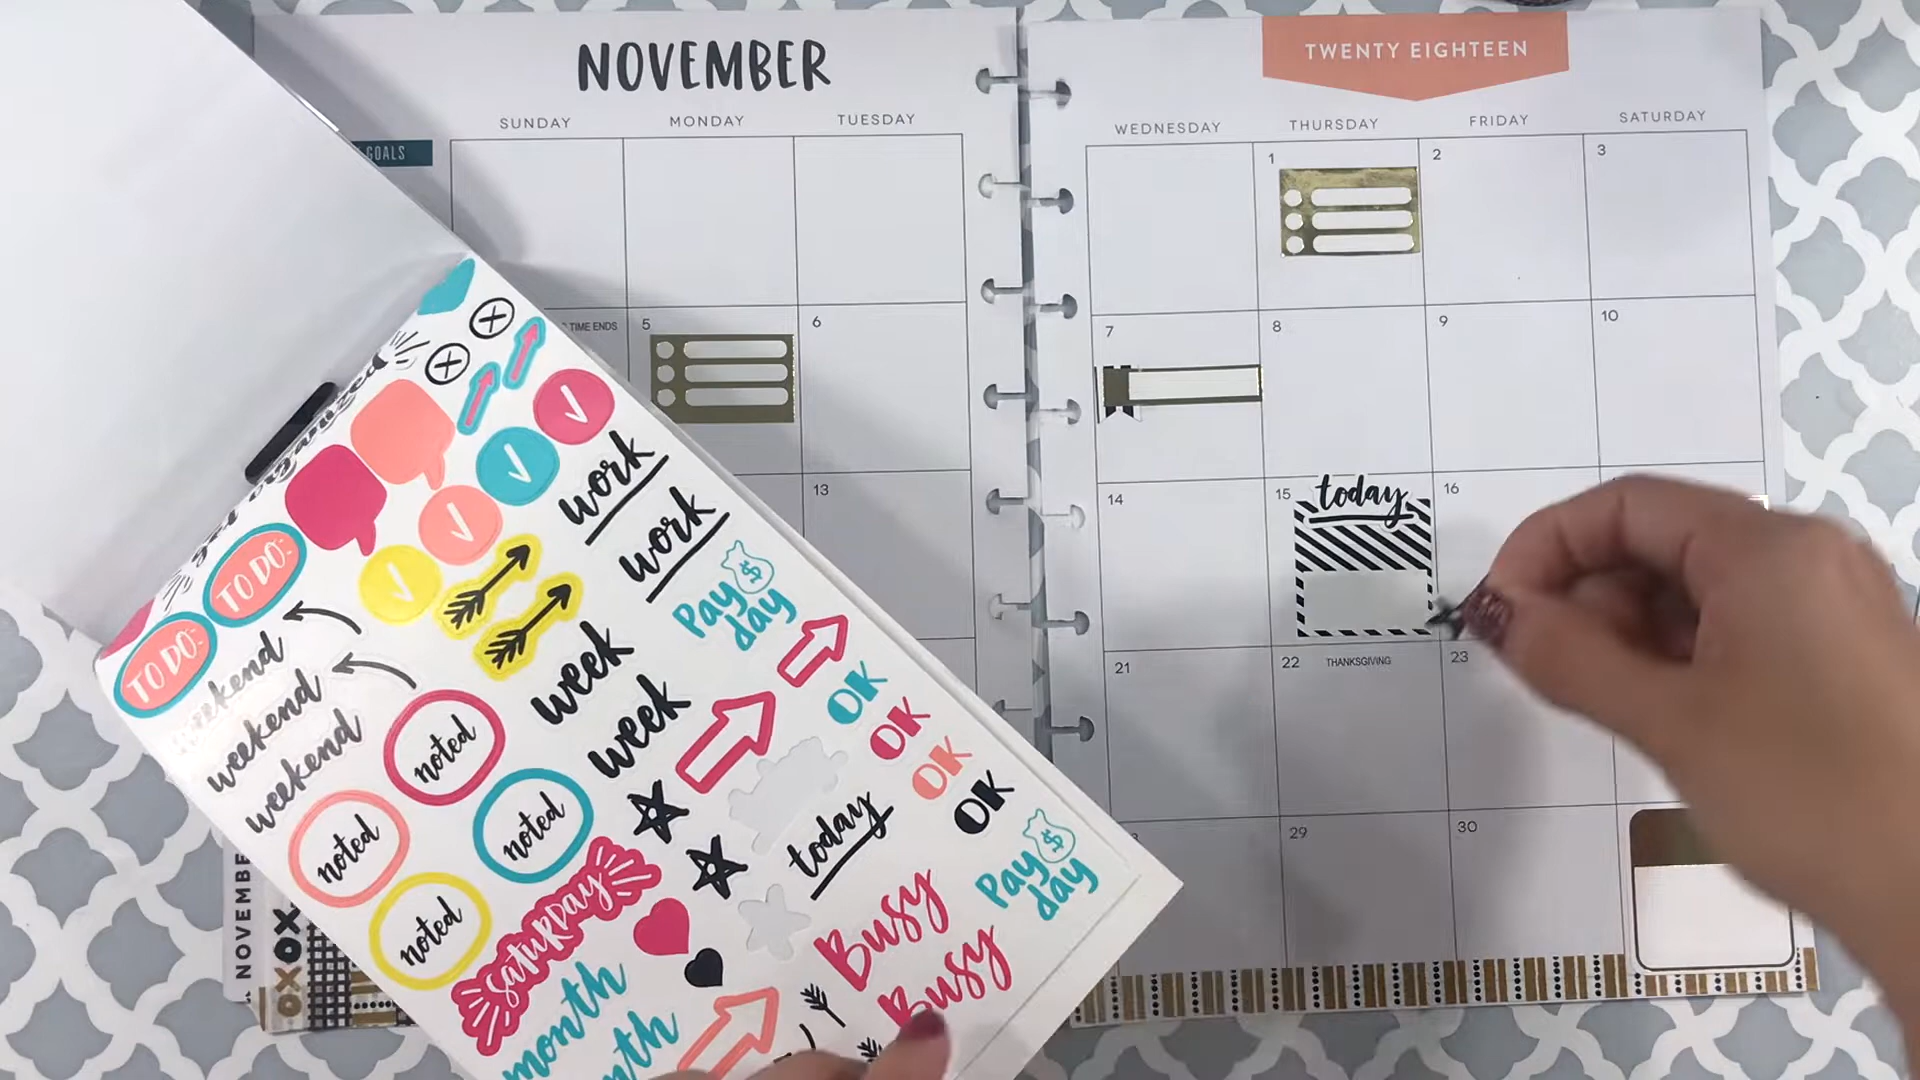 NOVEMBER
TWENTY EIGHTEEN
SUNDAY MONDAY TUESDAY WEDNESDAY THURSDAY FRIDAY SATURDAY
GOALS
1 2 3
TIME ENDS 5 6 7 8 9 10
13 14 15 today 16
21 22 THANKSGIVING 23
29 30
work
work
TO DO
TO DO
Pay $ day
weekend
weekend
weekend
week
week
noted
noted
noted
noted
OK
OK
OK
OK
today
Pay $ day
SATURDAY
Busy
Busy
month
NOVEMBE
OXOX